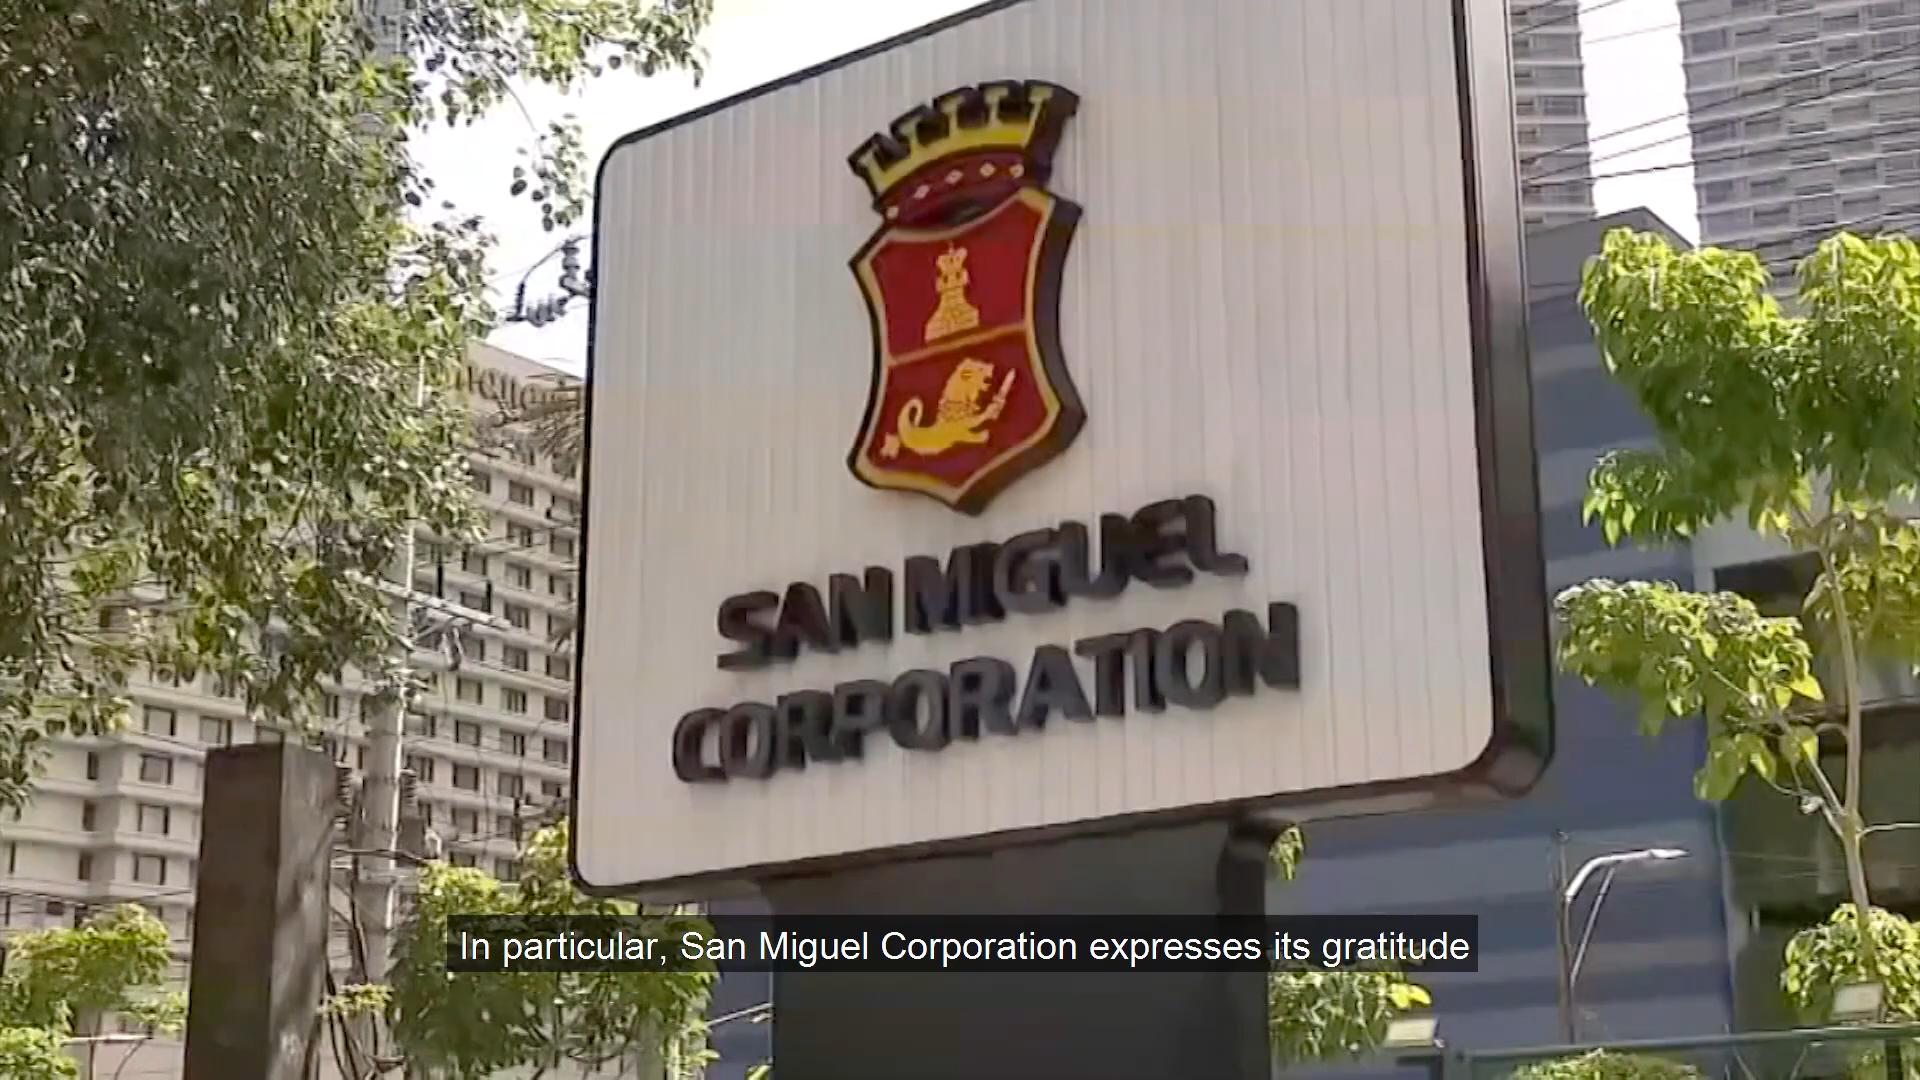 SAN MIGUEL
CORPORATION
In particular, San Miguel Corporation expresses its gratitude